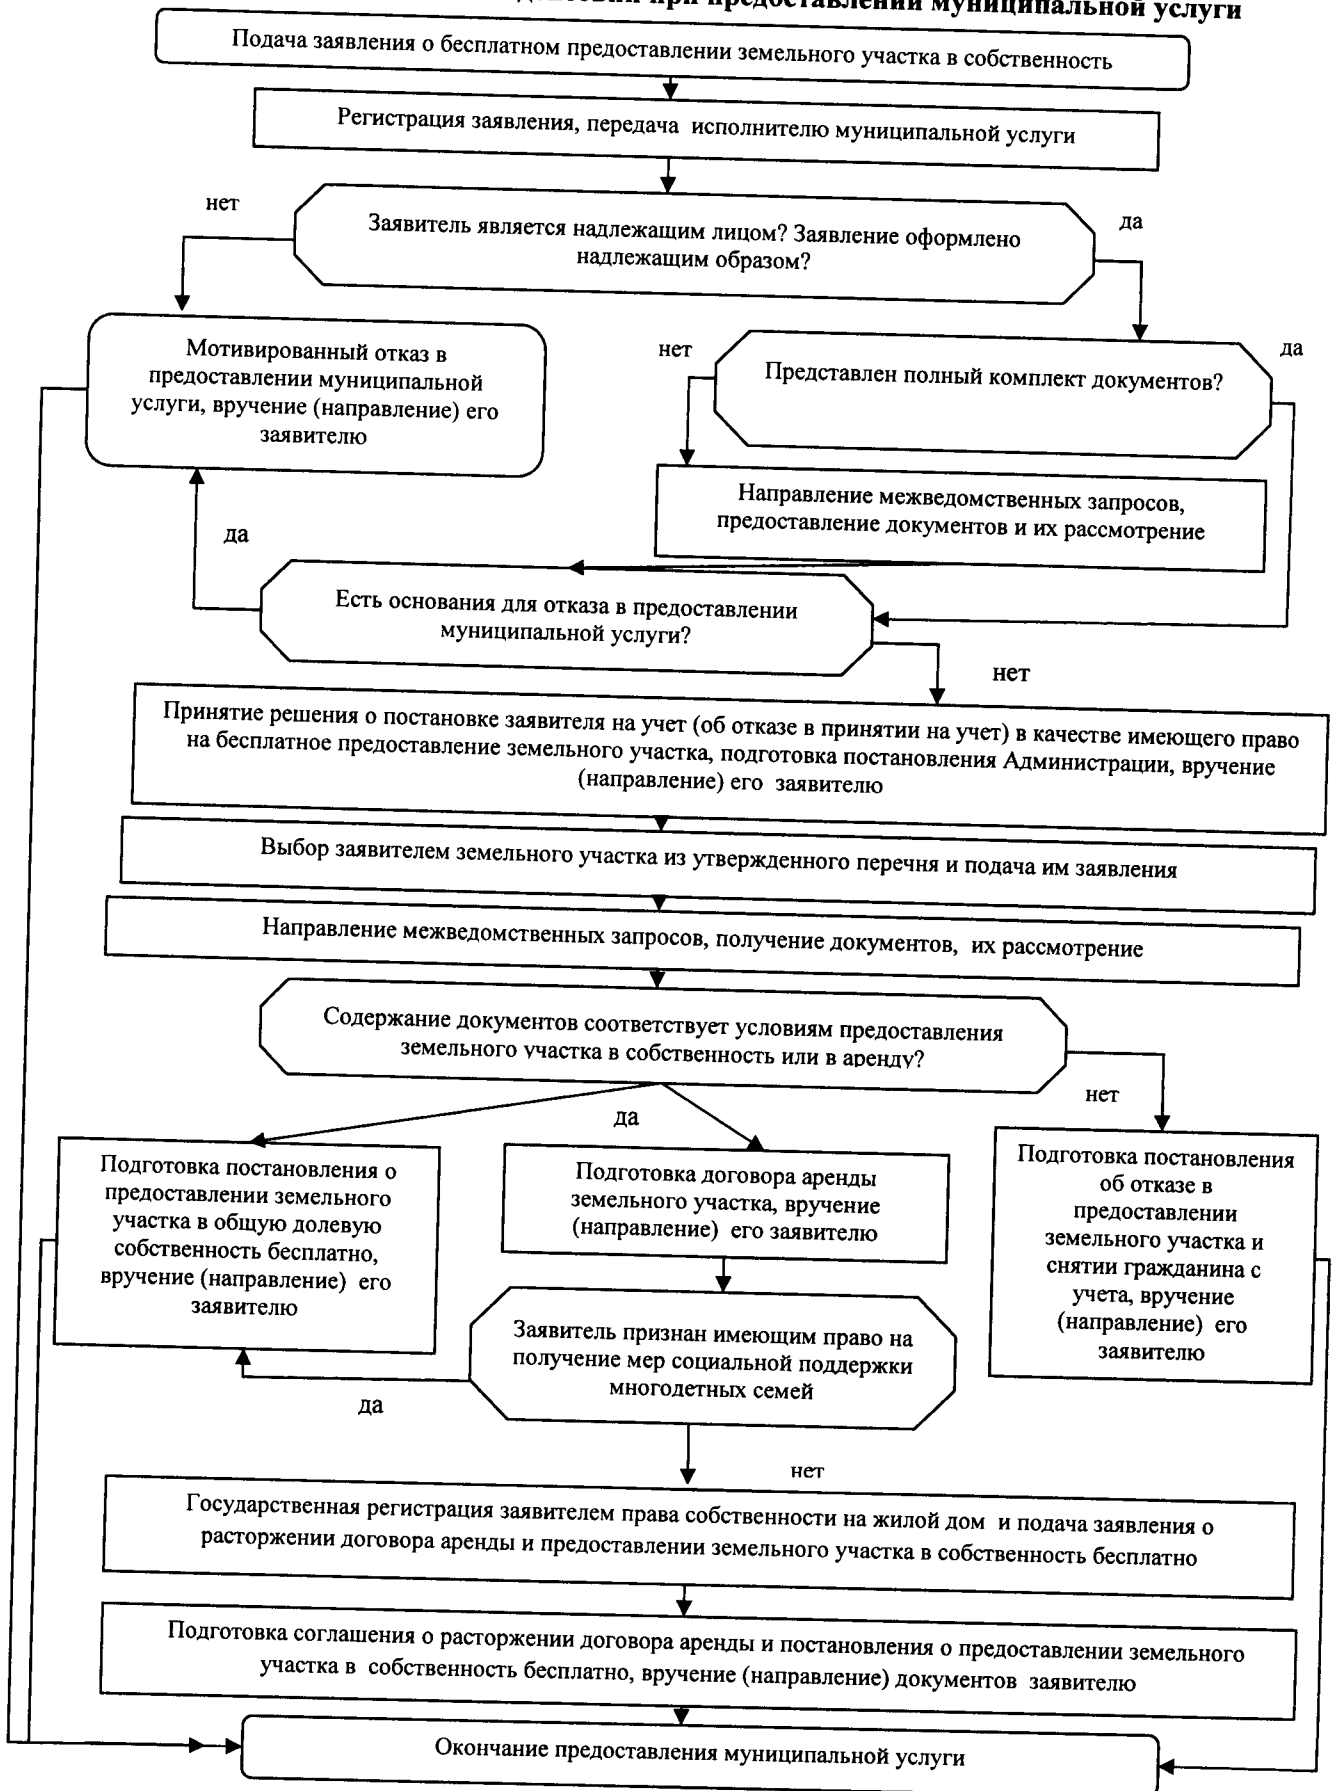 при предоставлении муниципальной услуги
Подача заявления о бесплатном предоставлении земельного участка в собственность
Регистрация заявления, передача исполнителю муниципальной услуги
нет
да
Заявитель является надлежащим лицом? Заявление оформлено
надлежащим образом?
Мотивированный отказ в
предоставлении муниципальной
услуги, вручение (направление) его
заявителю
нет
да
Представлен полный комплект документов?
Направление межведомственных запросов,
предоставление документов и их рассмотрение
да
Есть основания для отказа в предоставлении
муниципальной услуги?
нет
Принятие решения о постановке заявителя на учет (об отказе в принятии на учет) в качестве имеющего право
на бесплатное предоставление земельного участка, подготовка постановления Администрации, вручение
(направление) его заявителю
Выбор заявителем земельного участка из утвержденного перечня и подача им заявления
Направление межведомственных запросов, получение документов, их рассмотрение
Содержание документов соответствует условиям предоставления
земельного участка в собственность или в аренду?
да
нет
Подготовка постановления о
предоставлении земельного
участка в общую долевую
собственность бесплатно,
вручение (направление) его
заявителю
Подготовка договора аренды
земельного участка, вручение
(направление) его заявителю
Подготовка постановления
об отказе в
предоставлении
земельного участка и
снятии гражданина с
учета, вручение
(направление) его
заявителю
Заявитель признан имеющим право на
получение мер социальной поддержки
многодетных семей
да
нет
Государственная регистрация заявителем права собственности на жилой дом и подача заявления о
расторжении договора аренды и предоставлении земельного участка в собственность бесплатно
Подготовка соглашения о расторжении договора аренды и постановления о предоставлении земельного
участка в собственность бесплатно, вручение (направление) документов заявителю
Окончание предоставления муниципальной услуги